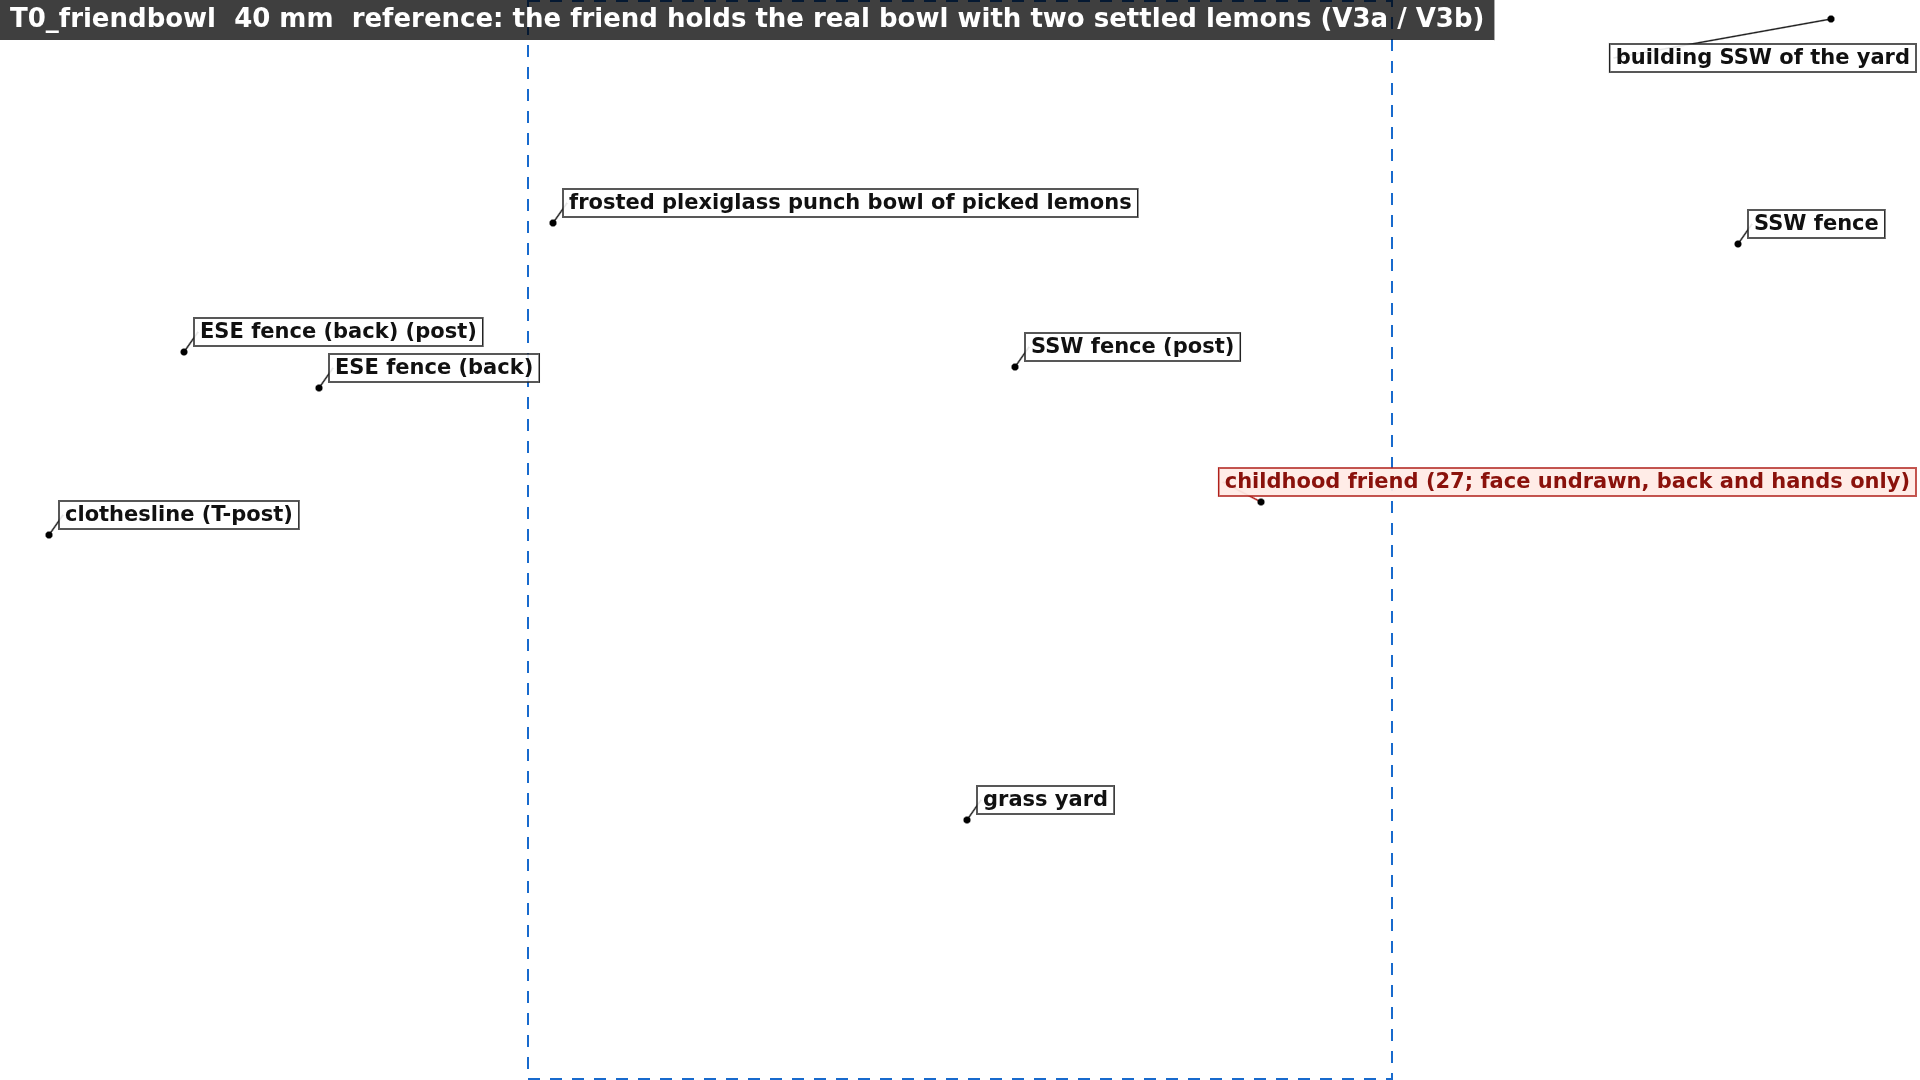 T0_friendbowl  40 mm  reference: the friend holds the real bowl with two settled lemons (V3a / V3b)
building SSW of the yard
frosted plexiglass punch bowl of picked lemons
SSW fence
ESE fence (back) (post)
SSW fence (post)
ESE fence (back)
childhood friend (27; face undrawn, back and hands only)
clothesline (T-post)
grass yard